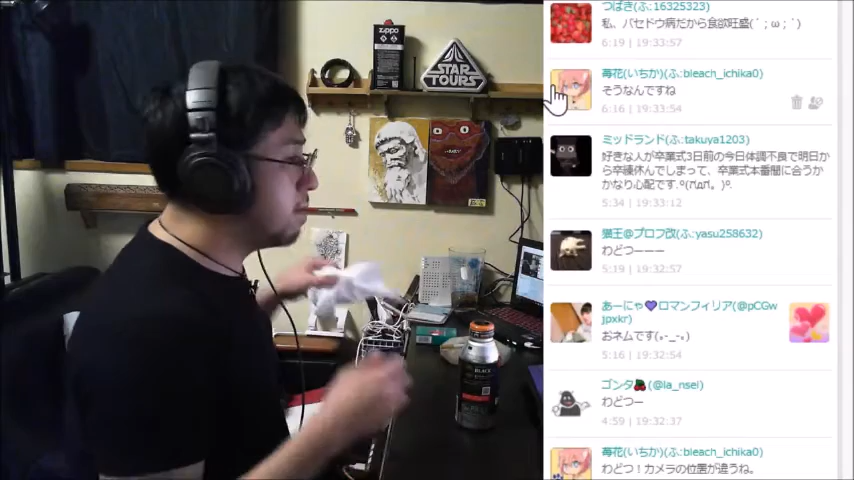 zippo
STAR
TOURS
BLACK
つばき(ふ:16325323)
私、バセドウ病だから食欲旺盛(´；ω；`)
6:19 | 19:33:57
苺花(いちか)(ふ:bleach_ichika0)
そうなんですね
6:16 | 19:33:54
ミッドランド(ふ:takuya1203)
好きな人が卒業式3日前の今日体調不良で明日か
ら卒練休んでしまって、卒業式本番間に合うか
かなり心配です
5:34 | 19:33:12
猫王@プロフ改(ふ:yasu258632)
わどつーーー
5:19 | 19:32:57
あーにゃ💜ロマンフィリア(@pCGw
jpxkr)
おネムです(｡-_-｡)
5:16 | 19:32:54
ゴンタ🍒(@la_nsei)
わどつー
4:59 | 19:32:37
苺花(いちか)(ふ:bleach_ichika0)
わどつ！カメラの位置が違うね。